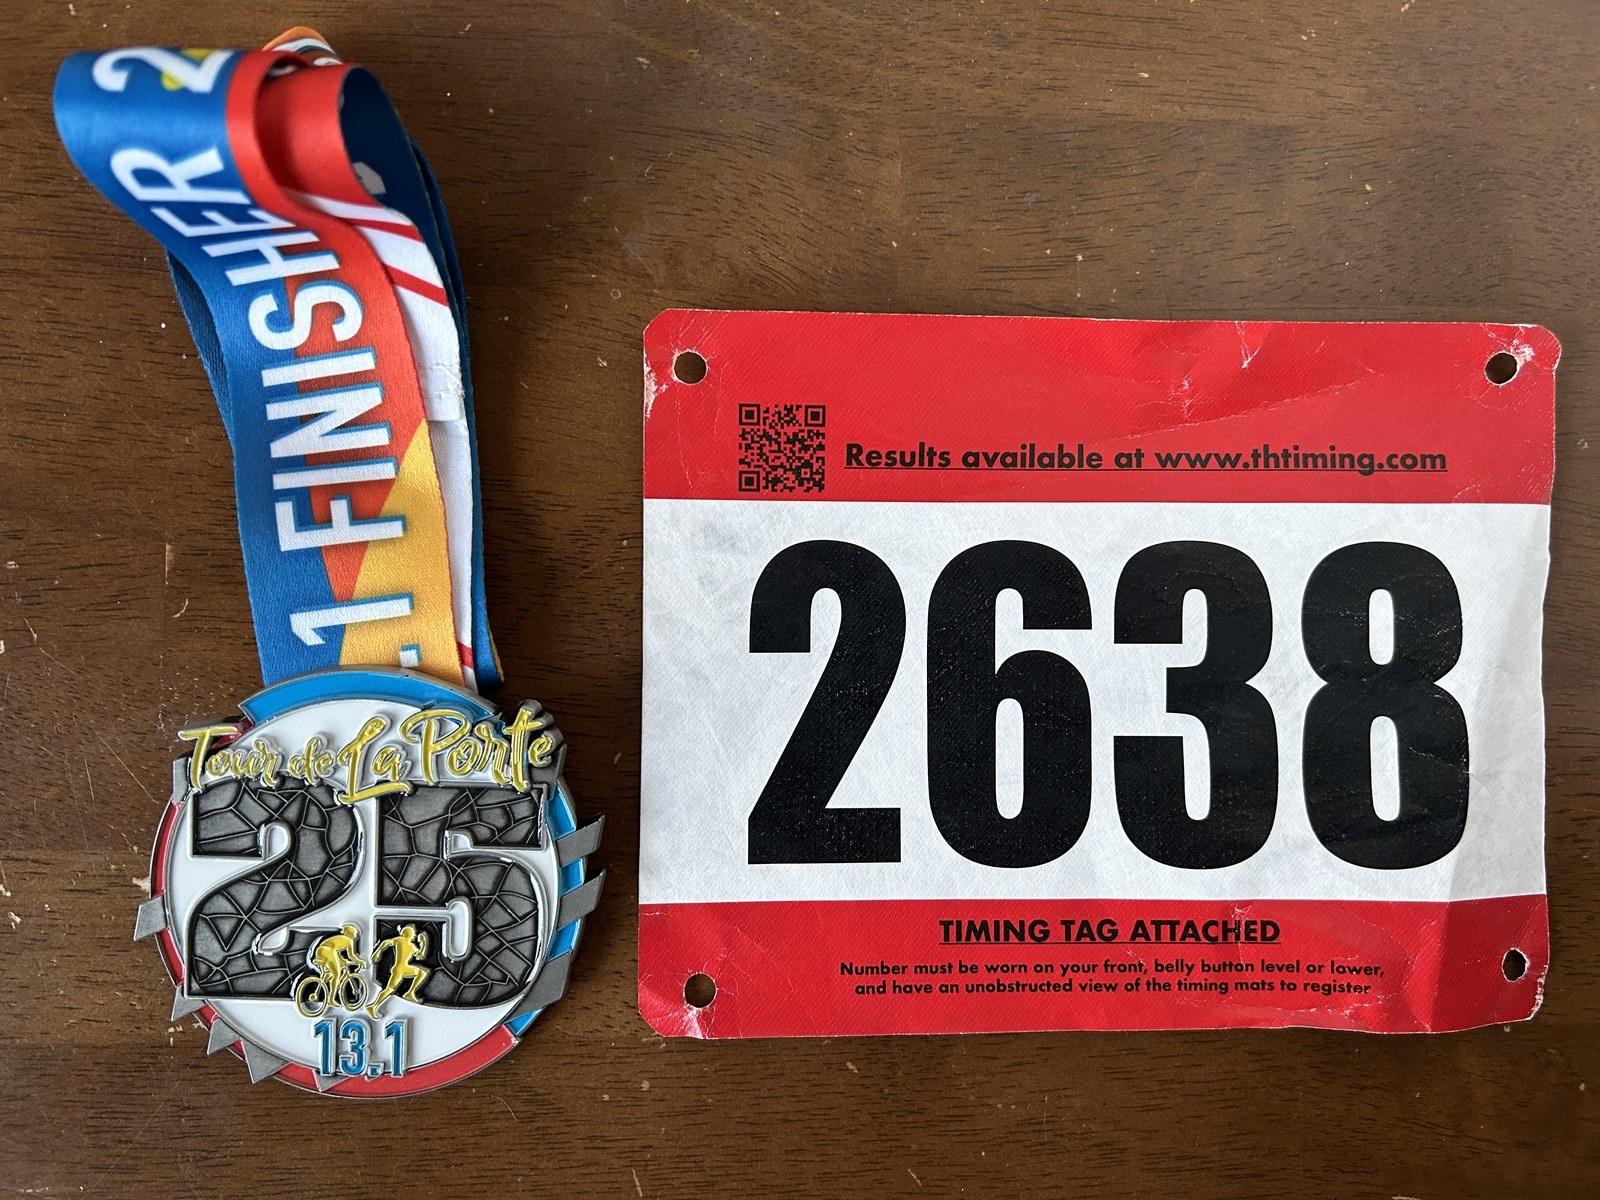 .1 FINISHER 2
Tour de La Porte
25
13.1
Results available at www.thtiming.com
2638
TIMING TAG ATTACHED
Number must be worn on your front, belly button level or lower,
and have an unobstructed view of the timing mats to register